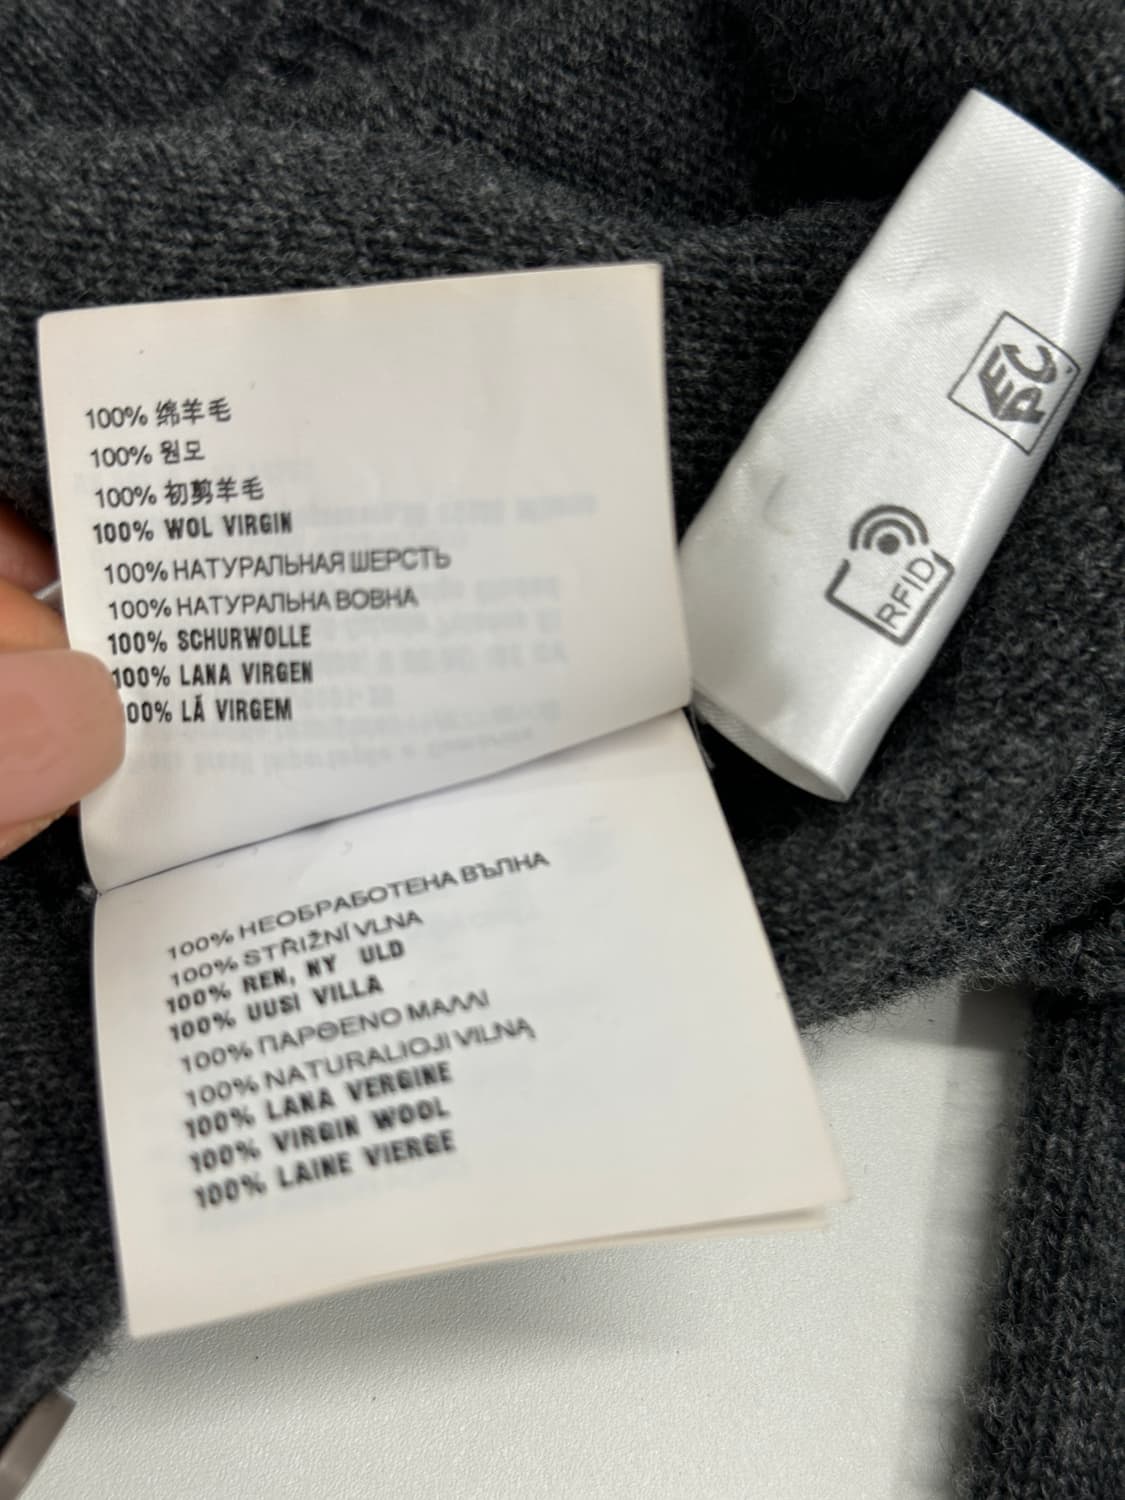 100% 绵羊毛
100% 원모
100% 初剪羊毛
100% WOL VIRGIN
100% НАТУРАЛЬНАЯ ШЕРСТЬ
100% НАТУРАЛЬНА ВОВНА
100% SCHURWOLLE
100% LANA VIRGEN
00% LÃ VIRGEM
100% НЕОБРАБОТЕНА ВЪЛНА
100% STŘIŽNÍ VLNA
100% REN, NY ULD
100% UUSI VILLA
100% ΠΑΡΘΕΝΟ ΜΑΛΛΙ
100% NATURALIOJI VILNĄ
100% LANA VERGINE
100% VIRGIN WOOL
100% LAINE VIERGE
EPC
RFID